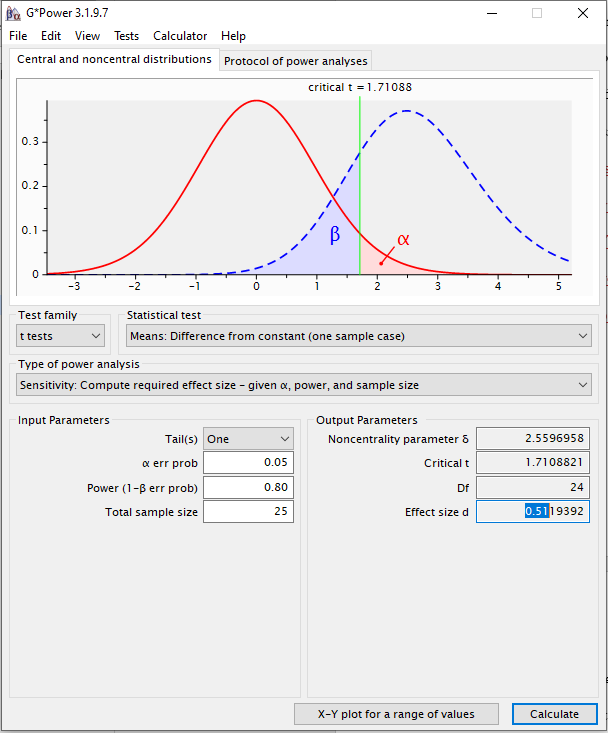 βα G*Power 3.1.9.7
File Edit View Tests Calculator Help
Central and noncentral distributions Protocol of power analyses
critical t = 1.71088
0.3
0.2
0.1
0
β
α
-3 -2 -1 0 1 2 3 4 5
Test family Statistical test
t tests Means: Difference from constant (one sample case)
Type of power analysis
Sensitivity: Compute required effect size - given α, power, and sample size
Input Parameters Output Parameters
Tail(s) One Noncentrality parameter δ 2.5596958
α err prob 0.05 Critical t 1.7108821
Power (1-β err prob) 0.80 Df 24
Total sample size 25 Effect size d 0.5119392
X-Y plot for a range of values Calculate